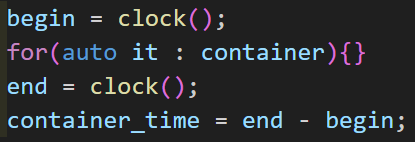 begin = clock();
for(auto it : container){}
end = clock();
container_time = end - begin;